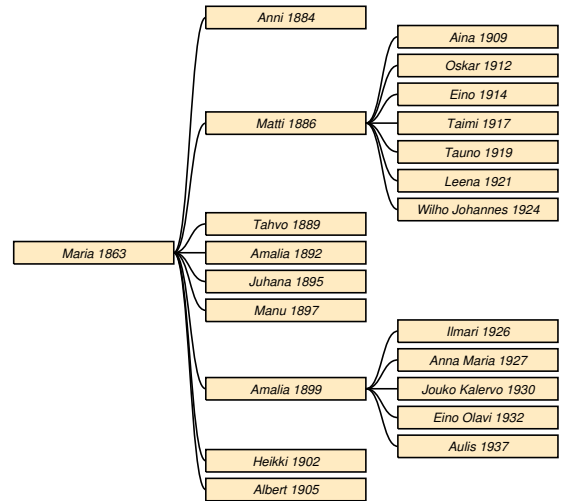 Anni 1884
Aina 1909
Oskar 1912
Eino 1914
Matti 1886
Taimi 1917
Tauno 1919
Leena 1921
Wilho Johannes 1924
Tahvo 1889
Maria 1863
Amalia 1892
Juhana 1895
Manu 1897
Ilmari 1926
Anna Maria 1927
Amalia 1899
Jouko Kalervo 1930
Eino Olavi 1932
Aulis 1937
Heikki 1902
Albert 1905